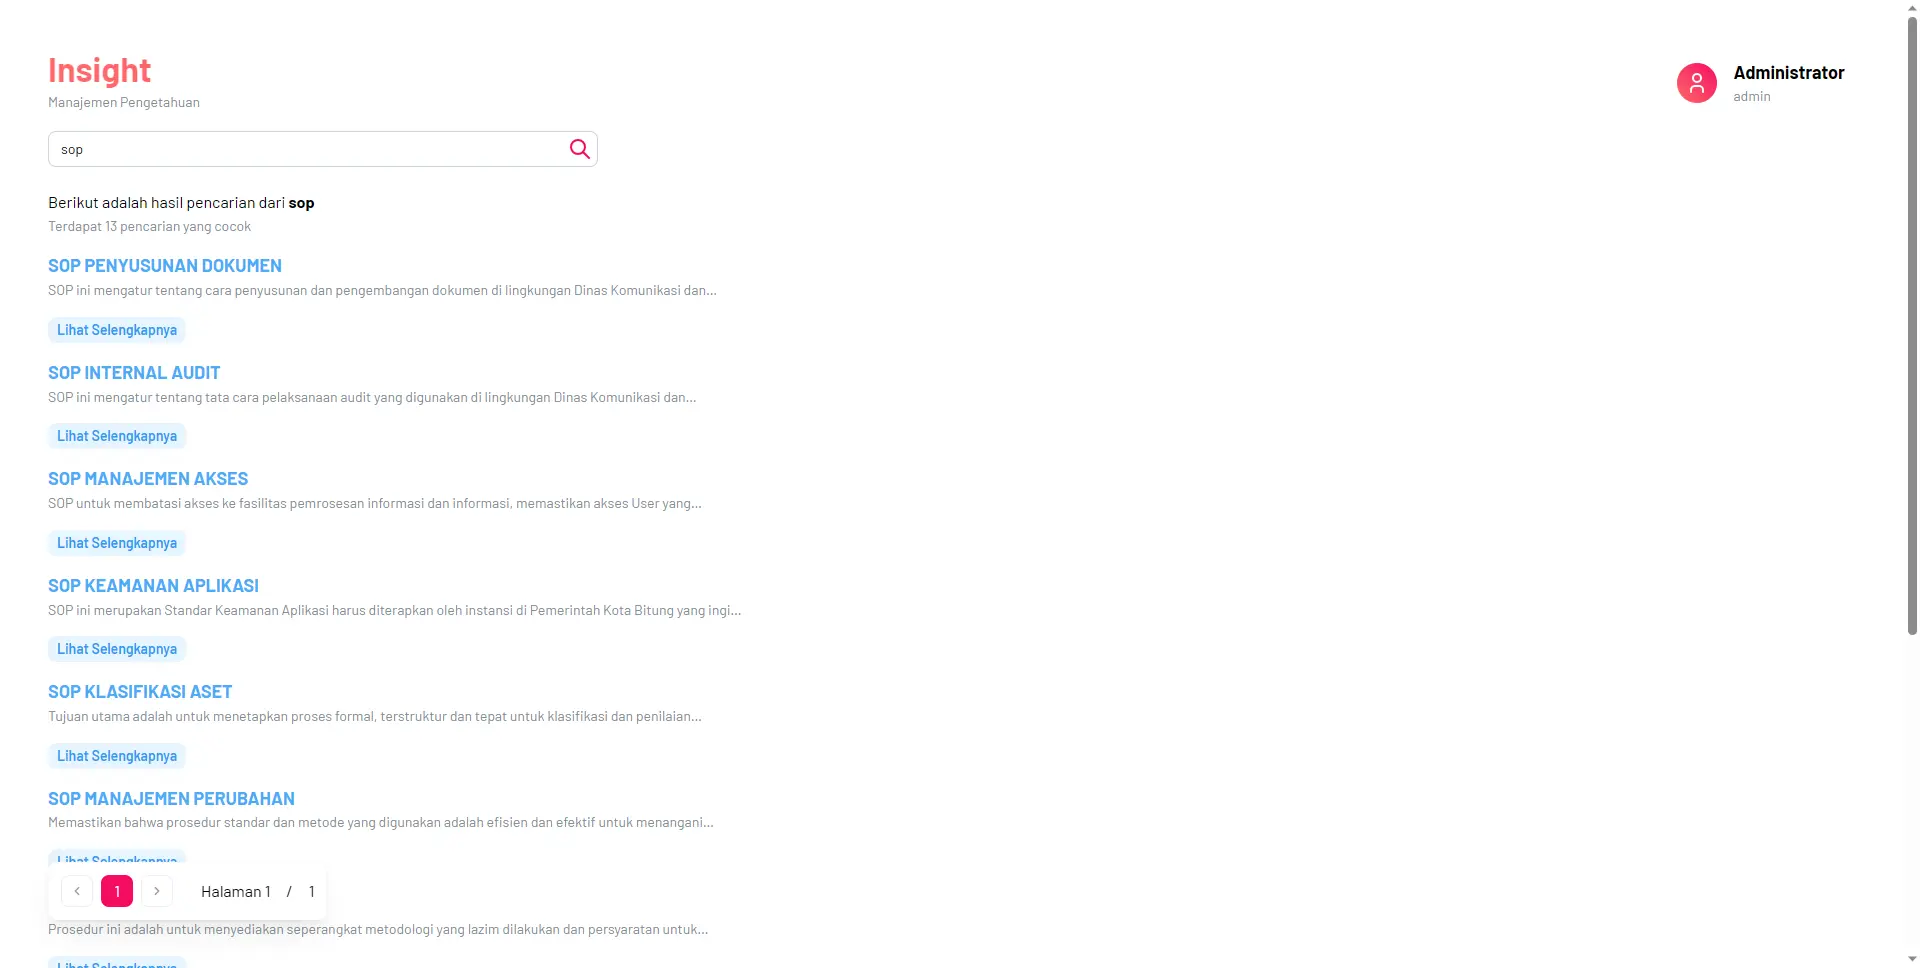 Insight
Manajemen Pengetahuan
Administrator
admin
sop
Berikut adalah hasil pencarian dari sop
Terdapat 13 pencarian yang cocok
SOP PENYUSUNAN DOKUMEN
SOP ini mengatur tentang cara penyusunan dan pengembangan dokumen di lingkungan Dinas Komunikasi dan...
Lihat Selengkapnya
SOP INTERNAL AUDIT
SOP ini mengatur tentang tata cara pelaksanaan audit yang digunakan di lingkungan Dinas Komunikasi dan...
Lihat Selengkapnya
SOP MANAJEMEN AKSES
SOP untuk membatasi akses ke fasilitas pemrosesan informasi dan informasi, memastikan akses User yang...
Lihat Selengkapnya
SOP KEAMANAN APLIKASI
SOP ini merupakan Standar Keamanan Aplikasi harus diterapkan oleh instansi di Pemerintah Kota Bitung yang ingi...
Lihat Selengkapnya
SOP KLASIFIKASI ASET
Tujuan utama adalah untuk menetapkan proses formal, terstruktur dan tepat untuk klasifikasi dan penilaian...
Lihat Selengkapnya
SOP MANAJEMEN PERUBAHAN
Memastikan bahwa prosedur standar dan metode yang digunakan adalah efisien dan efektif untuk menangani...
Lihat Selengkapnya
1 Halaman 1 / 1
Prosedur ini adalah untuk menyediakan seperangkat metodologi yang lazim dilakukan dan persyaratan untuk...
Lihat Selengkapnya